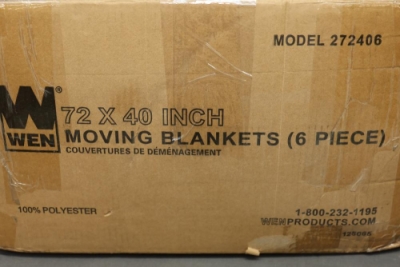 MODEL 272406
WEN®
72 X 40 INCH
MOVING BLANKETS (6 PIECE)
COUVERTURES DE DÉMÉNAGEMENT
100% POLYESTER
1-800-232-1195
WENPRODUCTS.COM